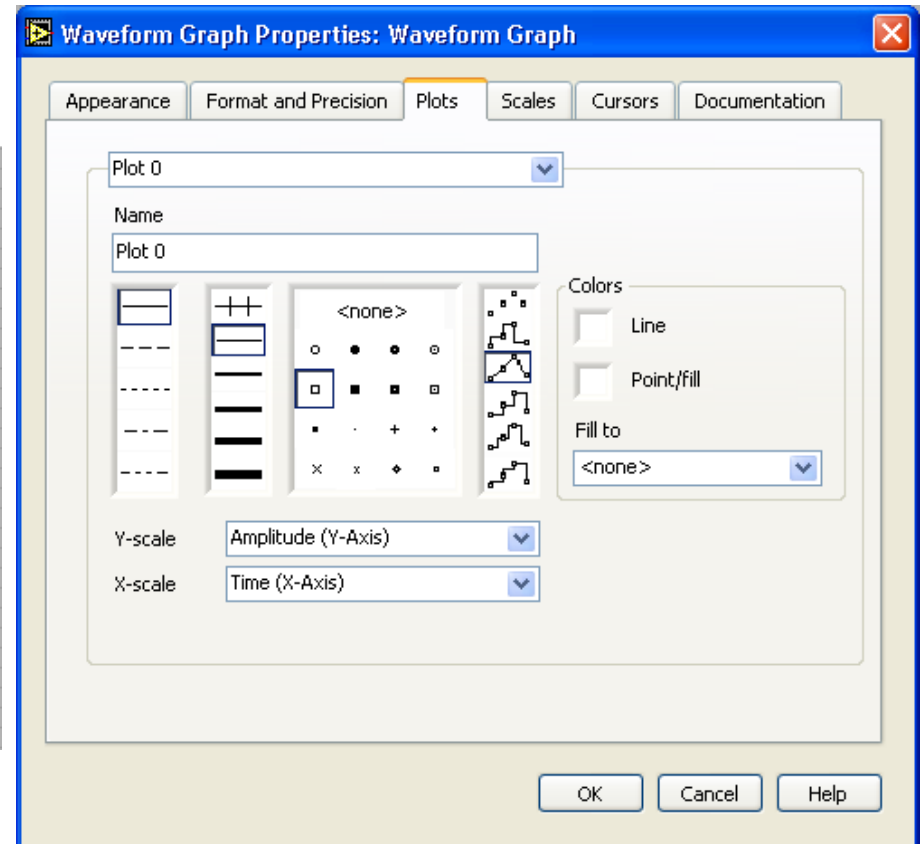 Waveform Graph Properties: Waveform Graph
Appearance Format and Precision Plots Scales Cursors Documentation
Plot 0
Name
Plot 0
<none>
Colors
Line
Point/fill
Fill to
<none>
Y-scale Amplitude (Y-Axis)
X-scale Time (X-Axis)
OK Cancel Help